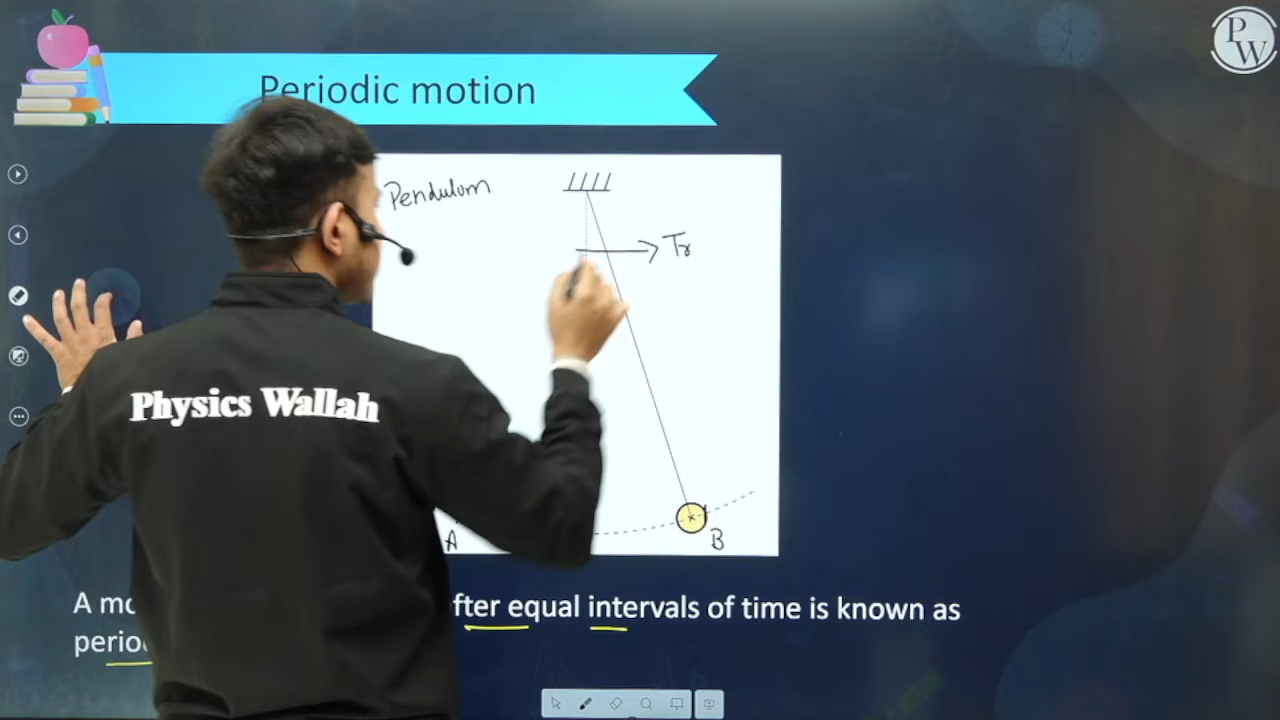 PW
Periodic motion
Pendulum
Tr
Physics Wallah
A
B
A mo fter equal intervals of time is known as
perio